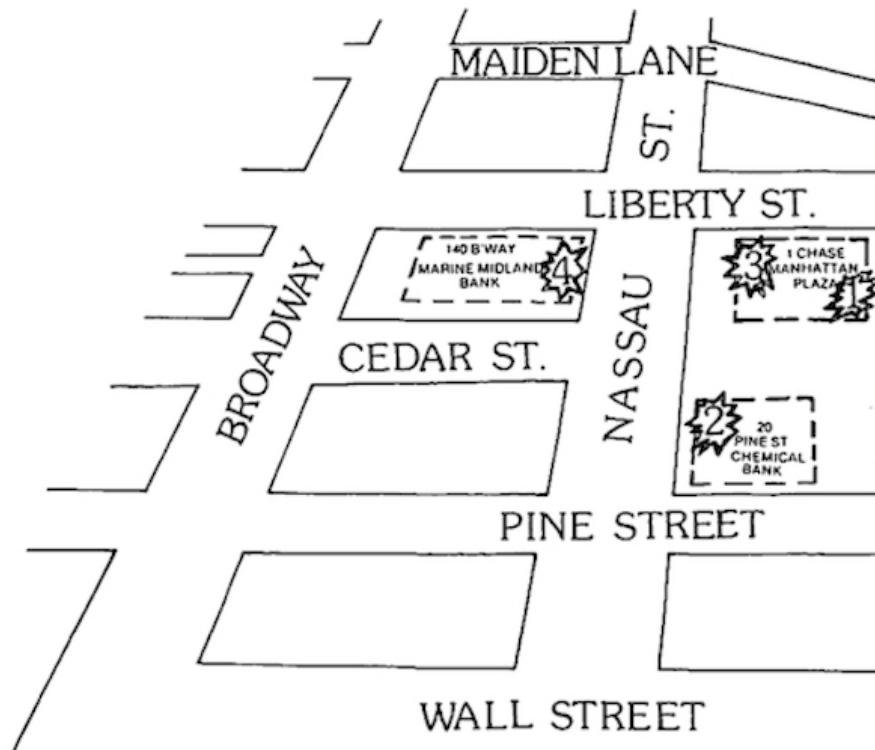 MAIDEN LANE
ST.
LIBERTY ST.
140 B'WAY
MARINE MIDLAND
BANK
4
3
1 CHASE
MANHATTAN
PLAZA
1
BROADWAY
NASSAU
CEDAR ST.
2
20
PINE ST
CHEMICAL
BANK
PINE STREET
WALL STREET